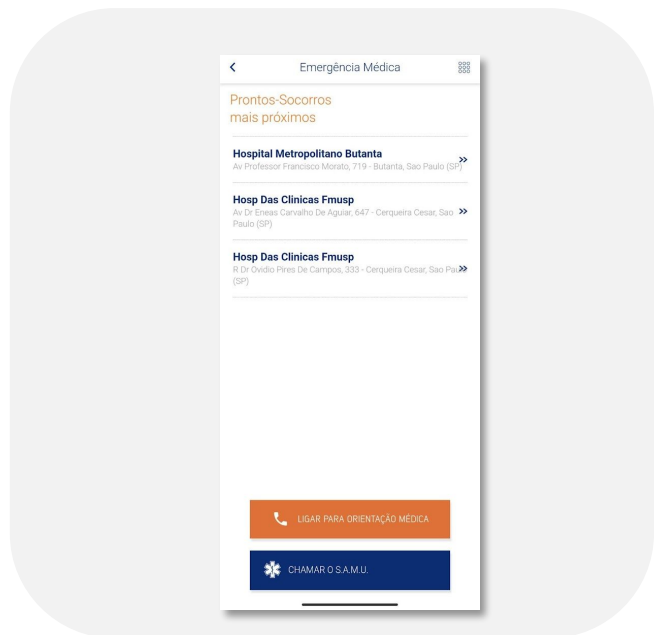 Emergência Médica
Prontos-Socorros
mais próximos
Hospital Metropolitano Butanta
Av Professor Francisco Morato, 719 - Butanta, Sao Paulo (SP)
Hosp Das Clinicas Fmusp
Av Dr Eneas Carvalho De Aguiar, 647 - Cerqueira Cesar, Sao
Paulo (SP)
Hosp Das Clinicas Fmusp
R Dr Ovidio Pires De Campos, 333 - Cerqueira Cesar, Sao Paulo
(SP)
LIGAR PARA ORIENTAÇÃO MÉDICA
CHAMAR O S.A.M.U.